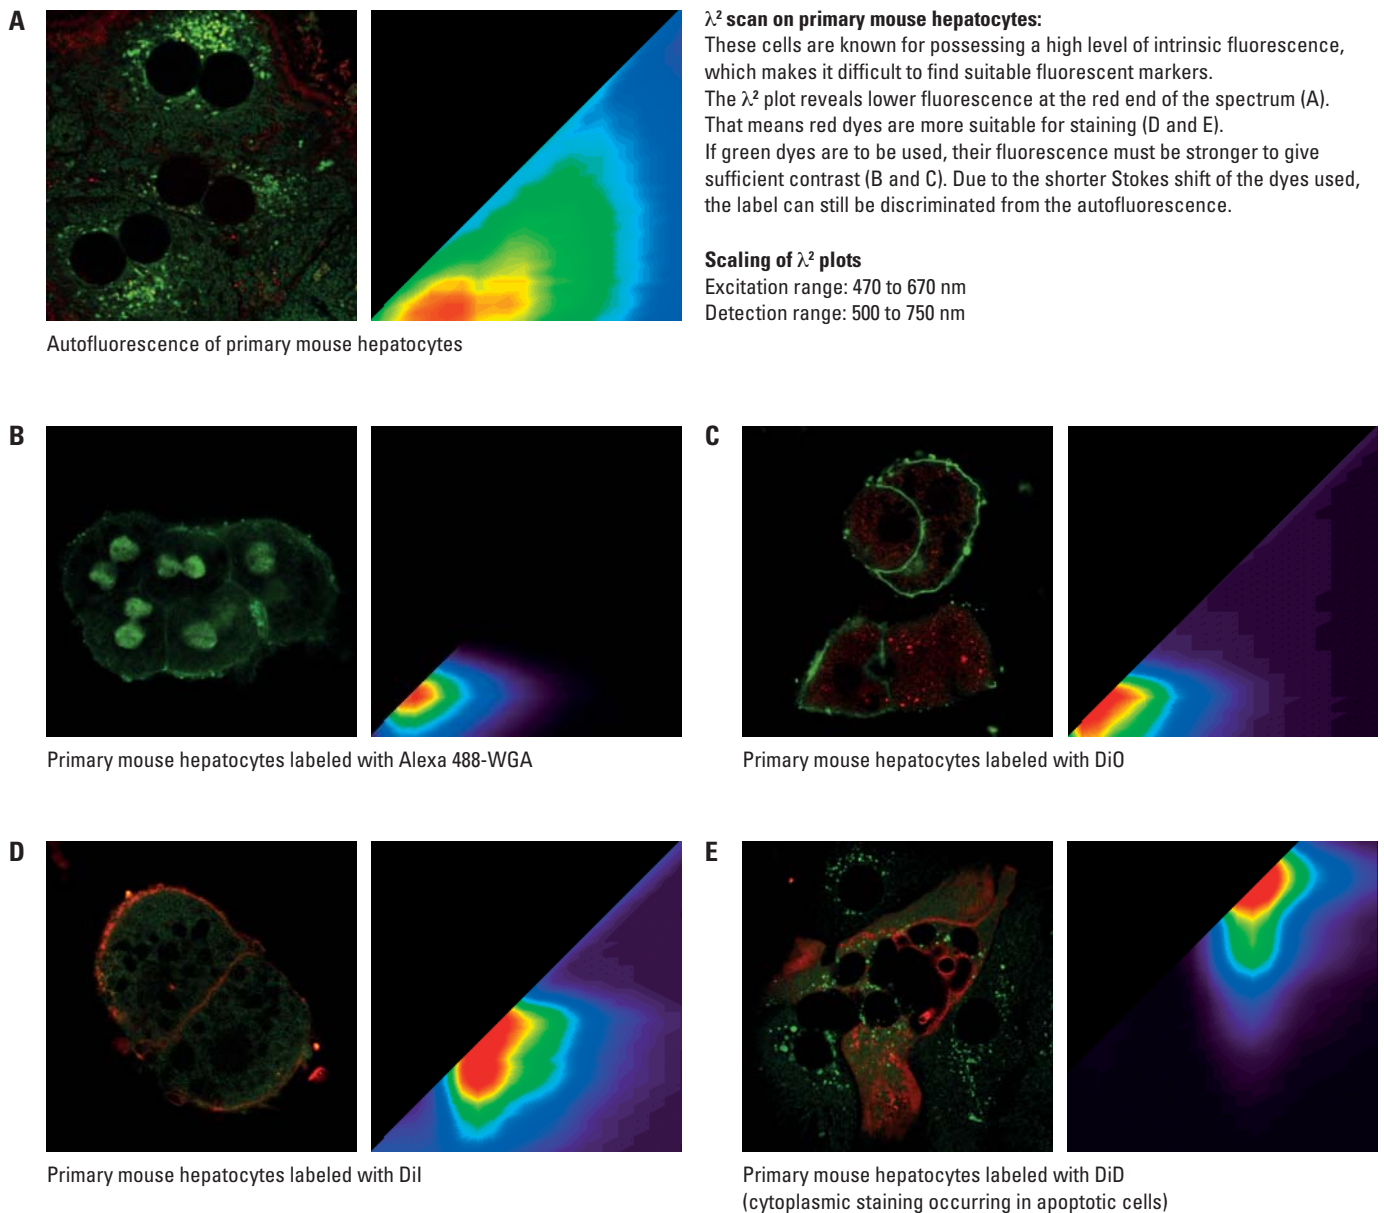 A
λ² scan on primary mouse hepatocytes:
These cells are known for possessing a high level of intrinsic fluorescence,
which makes it difficult to find suitable fluorescent markers.
The λ² plot reveals lower fluorescence at the red end of the spectrum (A).
That means red dyes are more suitable for staining (D and E).
If green dyes are to be used, their fluorescence must be stronger to give
sufficient contrast (B and C). Due to the shorter Stokes shift of the dyes used,
the label can still be discriminated from the autofluorescence.
Scaling of λ² plots
Excitation range: 470 to 670 nm
Detection range: 500 to 750 nm
Autofluorescence of primary mouse hepatocytes
B
Primary mouse hepatocytes labeled with Alexa 488-WGA
C
Primary mouse hepatocytes labeled with DiO
D
Primary mouse hepatocytes labeled with DiI
E
Primary mouse hepatocytes labeled with DiD
(cytoplasmic staining occurring in apoptotic cells)